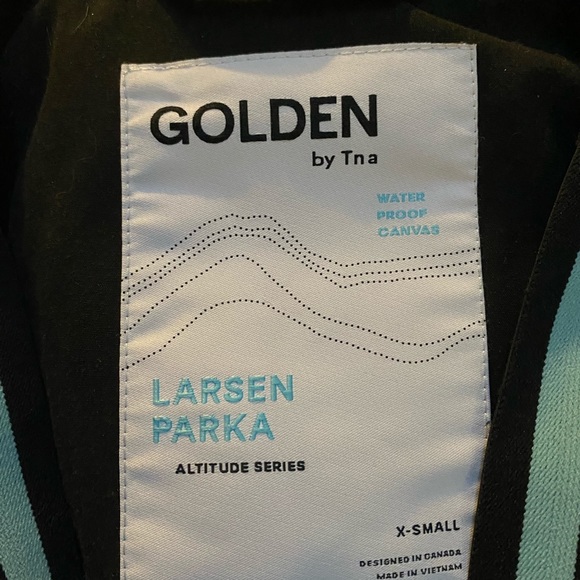 GOLDEN
by Tna
WATER
PROOF
CANVAS
LARSEN
PARKA
ALTITUDE SERIES
X-SMALL
DESIGNED IN CANADA
MADE IN VIETNAM